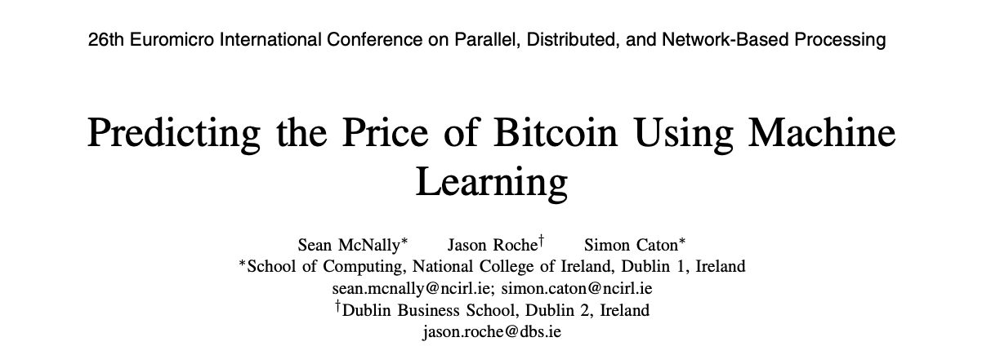 26th Euromicro International Conference on Parallel, Distributed, and Network-Based Processing
Predicting the Price of Bitcoin Using Machine
Learning
Sean McNally* Jason Roche† Simon Caton*
*School of Computing, National College of Ireland, Dublin 1, Ireland
sean.mcnally@ncirl.ie; simon.caton@ncirl.ie
†Dublin Business School, Dublin 2, Ireland
jason.roche@dbs.ie